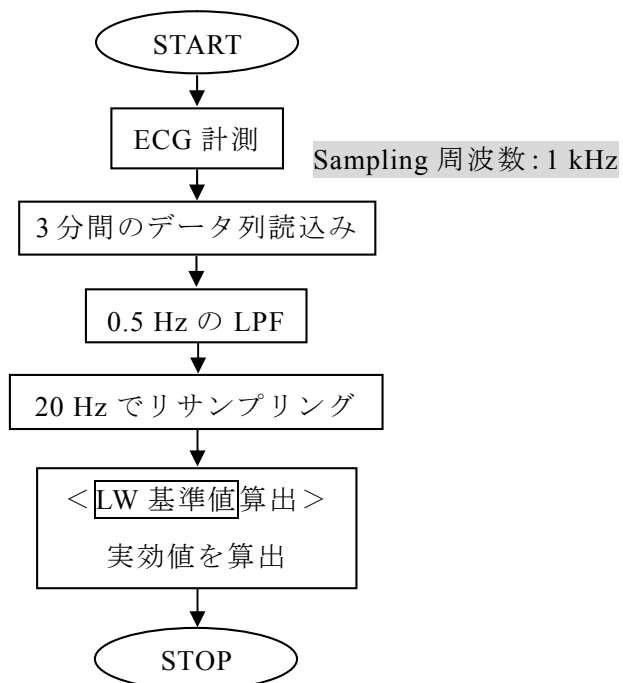 START
ECG 計測
Sampling 周波数:1 kHz
3分間のデータ列読込み
0.5 Hz の LPF
20 Hz でリサンプリング
<LW 基準値算出>
実効値を算出
STOP